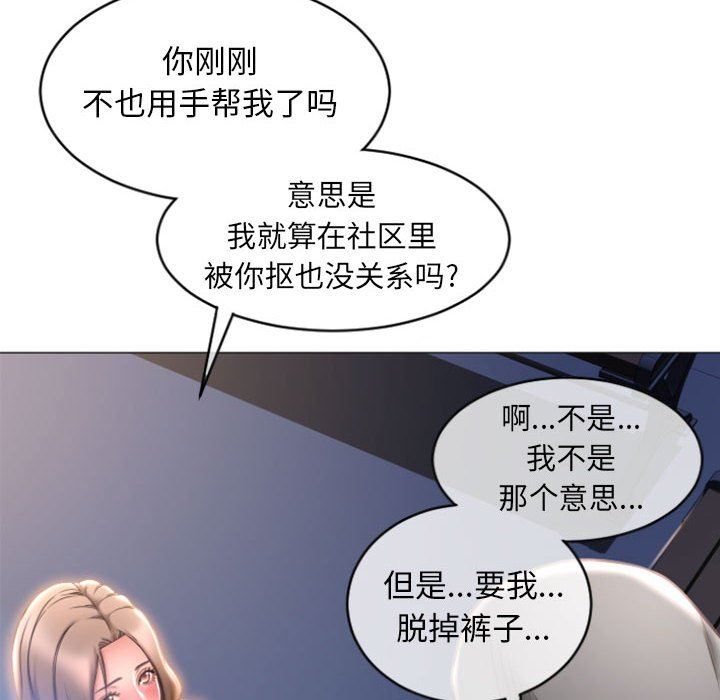 你刚刚
不也用手帮我了吗
意思是
我就算在社区里
被你抠也没关系吗?
啊...不是...
我不是
那个意思...
但是...要我...
脱掉裤子...